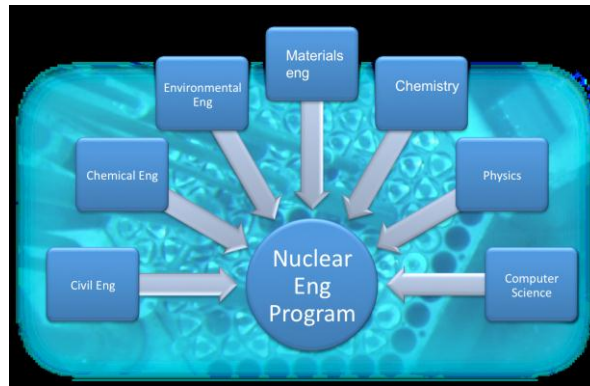 Materials
eng
Environmental
Eng
Chemistry
Chemical Eng
Physics
Civil Eng
Nuclear
Eng
Program
Computer
Science